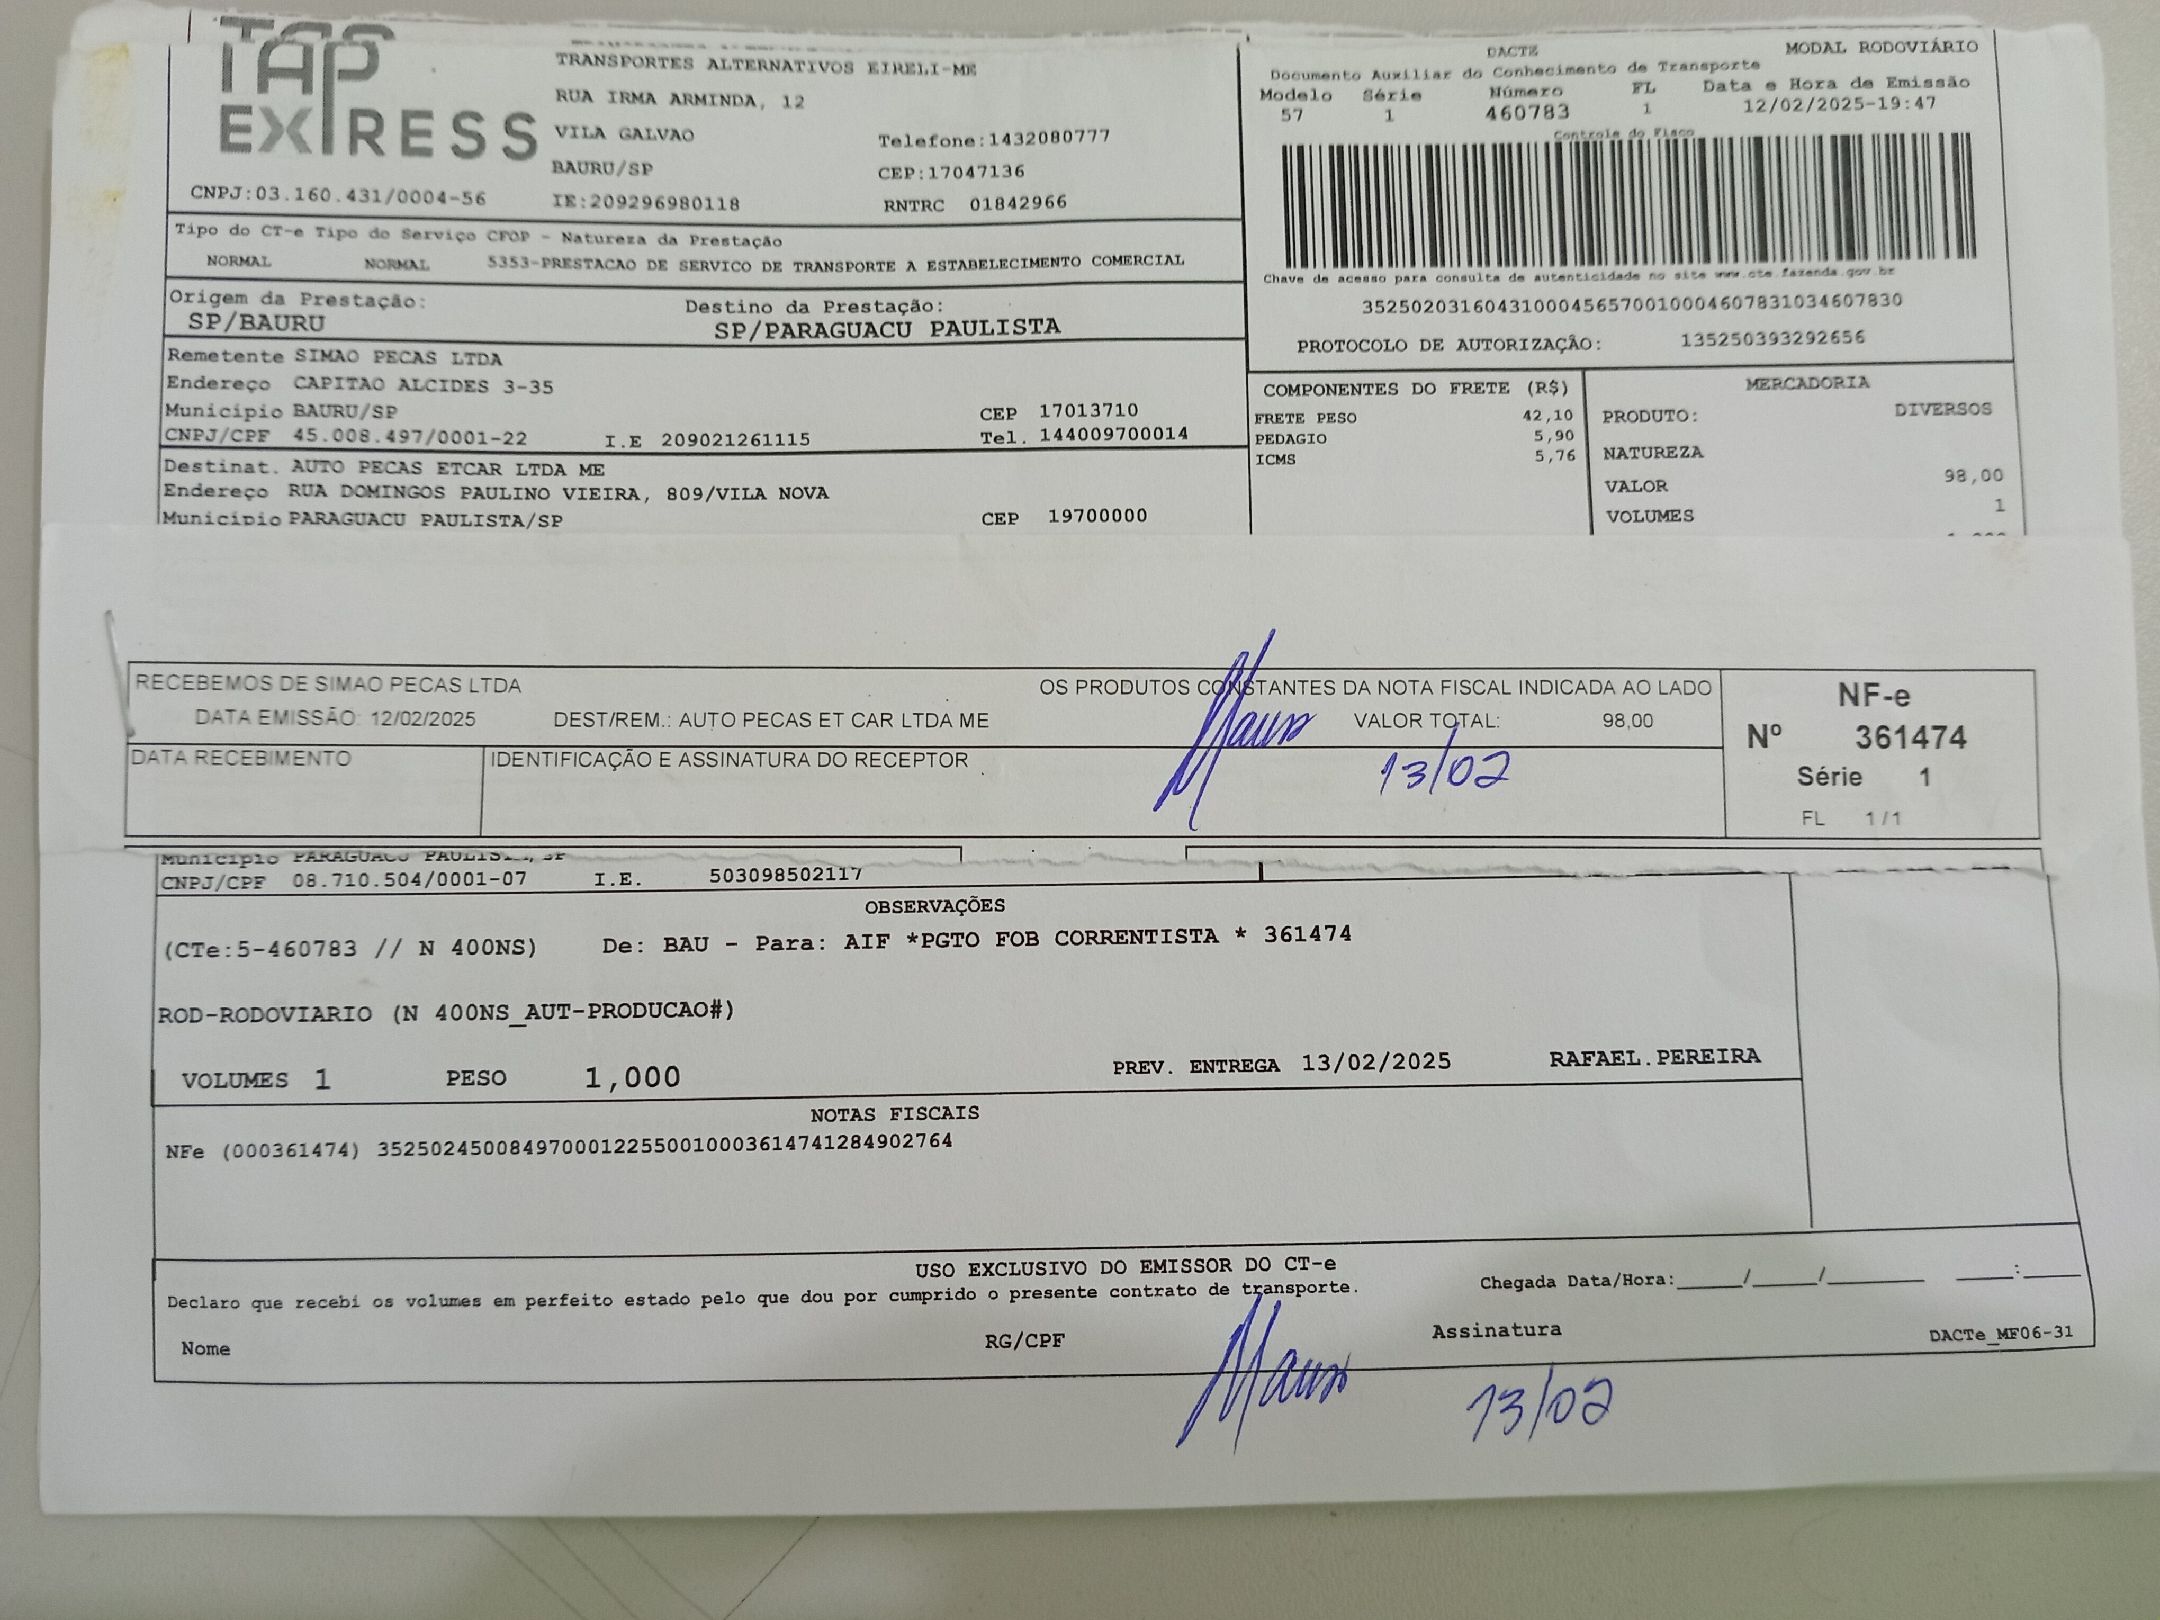 TAP EXPRESS
TRANSPORTES ALTERNATIVOS EIRELI-ME
RUA IRMA ARMINDA, 12
VILA GALVAO Telefone:1432080777
BAURU/SP CEP:17047136
CNPJ:03.160.431/0004-56 IE:209296980118 RNTRC 01842966
DACTE MODAL RODOVIÁRIO
Documento Auxiliar do Conhecimento de Transporte
Modelo Série Número FL Data e Hora de Emissão
57 1 460783 1 12/02/2025-19:47
Controle do Fisco
Chave de acesso para consulta de autenticidade no site www.cte.fazenda.gov.br
35250203160431000456570010004607831034607830
PROTOCOLO DE AUTORIZAÇÃO: 135250393292656
Tipo do CT-e Tipo do Serviço CFOP - Natureza da Prestação
NORMAL NORMAL 5353-PRESTACAO DE SERVICO DE TRANSPORTE A ESTABELECIMENTO COMERCIAL
Origem da Prestação: Destino da Prestação:
SP/BAURU SP/PARAGUACU PAULISTA
Remetente SIMAO PECAS LTDA
Endereço CAPITAO ALCIDES 3-35
Municipio BAURU/SP CEP 17013710
CNPJ/CPF 45.008.497/0001-22 I.E 209021261115 Tel. 144009700014
Destinat. AUTO PECAS ETCAR LTDA ME
Endereço RUA DOMINGOS PAULINO VIEIRA, 809/VILA NOVA
Municipio PARAGUACU PAULISTA/SP CEP 19700000
COMPONENTES DO FRETE (R$)
FRETE PESO 42,10
PEDAGIO 5,90
ICMS 5,76
MERCADORIA
PRODUTO: DIVERSOS
NATUREZA
VALOR 98,00
VOLUMES 1
RECEBEMOS DE SIMAO PECAS LTDA OS PRODUTOS CONSTANTES DA NOTA FISCAL INDICADA AO LADO
DATA EMISSÃO: 12/02/2025 DEST/REM.: AUTO PECAS ET CAR LTDA ME VALOR TOTAL: 98,00
DATA RECEBIMENTO IDENTIFICAÇÃO E ASSINATURA DO RECEPTOR
13/02
NF-e
Nº 361474
Série 1
FL 1/1
Municipio PARAGUACU PAULISTA/SP
CNPJ/CPF 08.710.504/0001-07 I.E. 503098502117
OBSERVAÇÕES
(CTe:5-460783 // N 400NS) De: BAU - Para: AIF *PGTO FOB CORRENTISTA * 361474
ROD-RODOVIARIO (N 400NS_AUT-PRODUCAO#)
VOLUMES 1 PESO 1,000 PREV. ENTREGA 13/02/2025 RAFAEL.PEREIRA
NOTAS FISCAIS
NFe (000361474) 35250245008497000122550010003614741284902764
USO EXCLUSIVO DO EMISSOR DO CT-e
Declaro que recebi os volumes em perfeito estado pelo que dou por cumprido o presente contrato de transporte. Chegada Data/Hora:_____/_____/_______ ____:____
Nome RG/CPF Assinatura DACTe_MF06-31
13/02